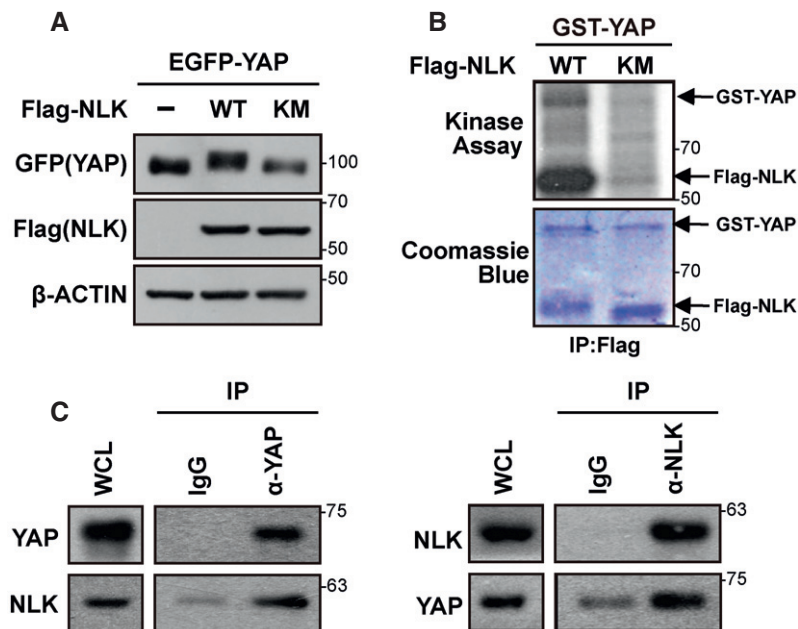 A
EGFP-YAP
Flag-NLK – WT KM
GFP(YAP)
-100
-70
Flag(NLK)
-50
-50
β-ACTIN
B
GST-YAP
Flag-NLK WT KM
Kinase
Assay
GST-YAP
-70
Flag-NLK
-50
Coomassie
Blue
GST-YAP
-70
Flag-NLK
-50
IP:Flag
C
IP
WCL IgG α-YAP
-75
YAP
-63
NLK
IP
WCL IgG α-NLK
-63
NLK
-75
YAP